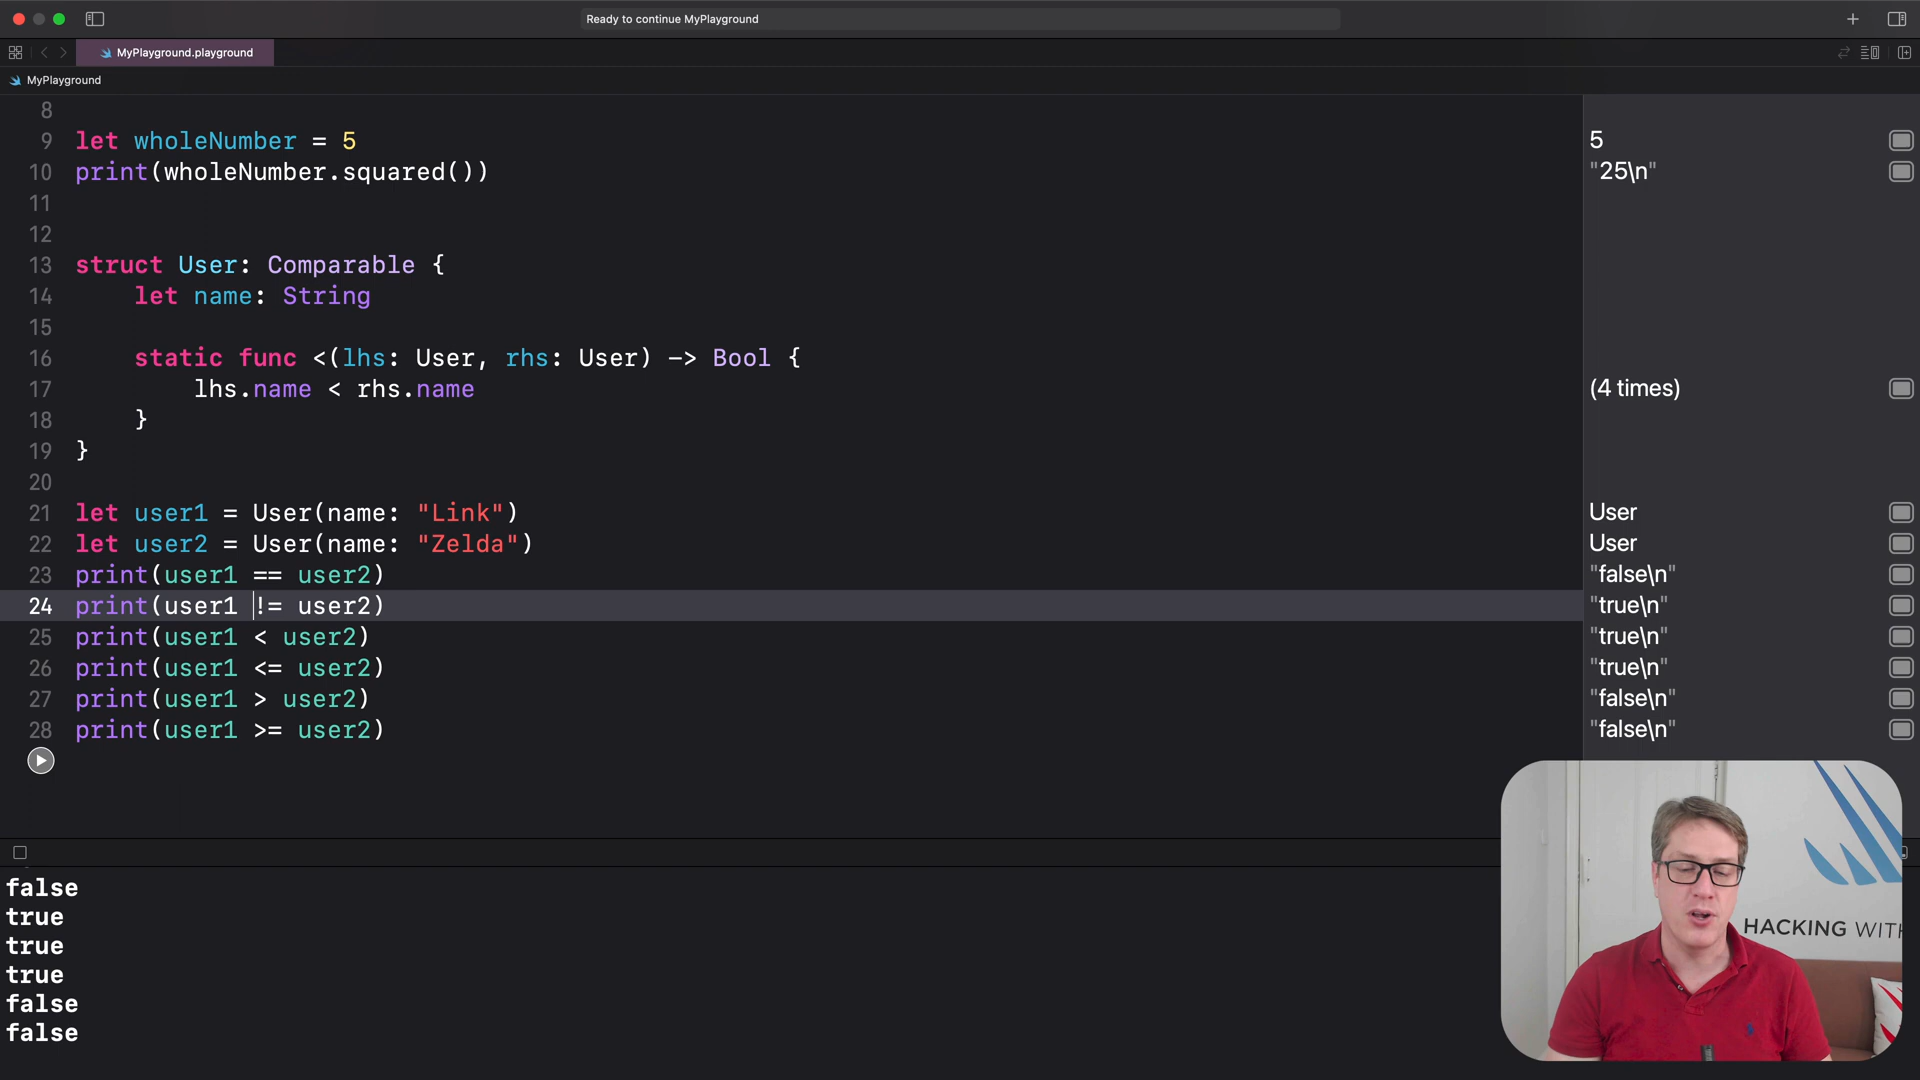 Ready to continue MyPlayground
MyPlayground.playground
MyPlayground
8
9 let wholeNumber = 5
5
10 print(wholeNumber.squared())
"25\n"
11
12
13 struct User: Comparable {
14 let name: String
15
16 static func <(lhs: User, rhs: User) -> Bool {
17 lhs.name < rhs.name
(4 times)
18 }
19 }
20
21 let user1 = User(name: "Link")
User
22 let user2 = User(name: "Zelda")
User
23 print(user1 == user2)
"false\n"
24 print(user1 != user2)
"true\n"
25 print(user1 < user2)
"true\n"
26 print(user1 <= user2)
"true\n"
27 print(user1 > user2)
"false\n"
28 print(user1 >= user2)
"false\n"
false
true
true
true
false
false
HACKING WITH